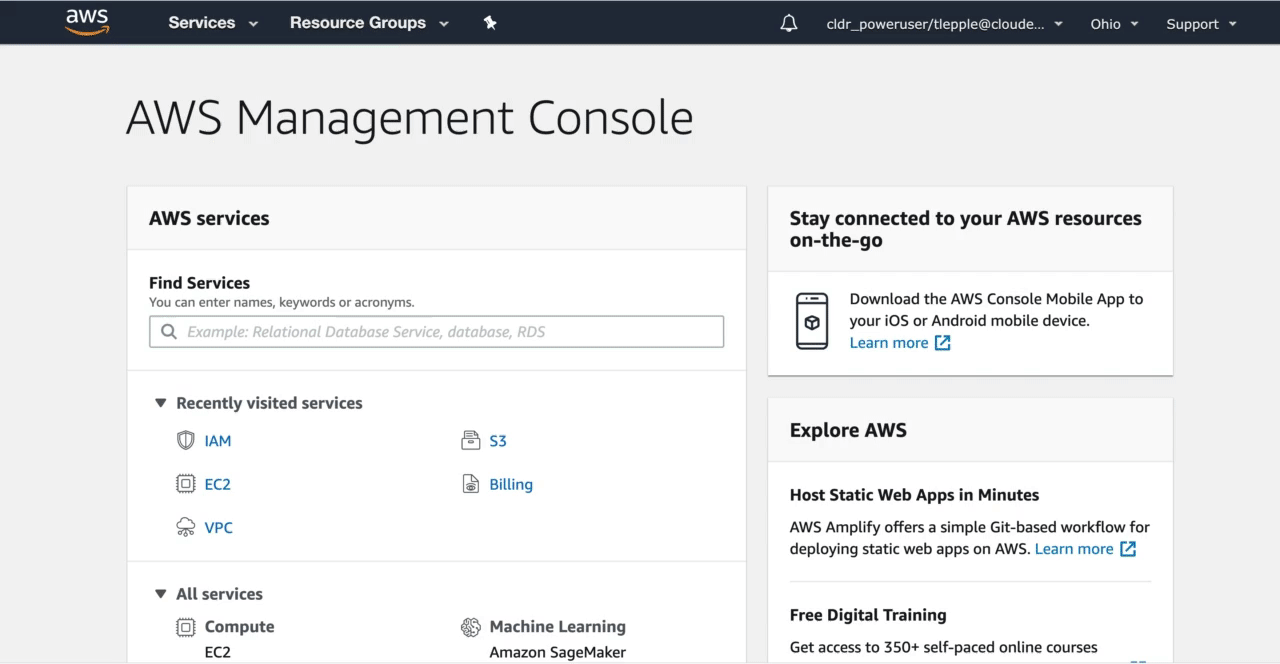 aws Services Resource Groups cldr_poweruser/tlepple@cloude... Ohio Support
AWS Management Console
AWS services
Find Services
You can enter names, keywords or acronyms.
Example: Relational Database Service, database, RDS
Recently visited services
IAM
S3
EC2
Billing
VPC
All services
Compute
EC2
Machine Learning
Amazon SageMaker
Stay connected to your AWS resources
on-the-go
Download the AWS Console Mobile App to
your iOS or Android mobile device.
Learn more
Explore AWS
Host Static Web Apps in Minutes
AWS Amplify offers a simple Git-based workflow for
deploying static web apps on AWS. Learn more
Free Digital Training
Get access to 350+ self-paced online courses